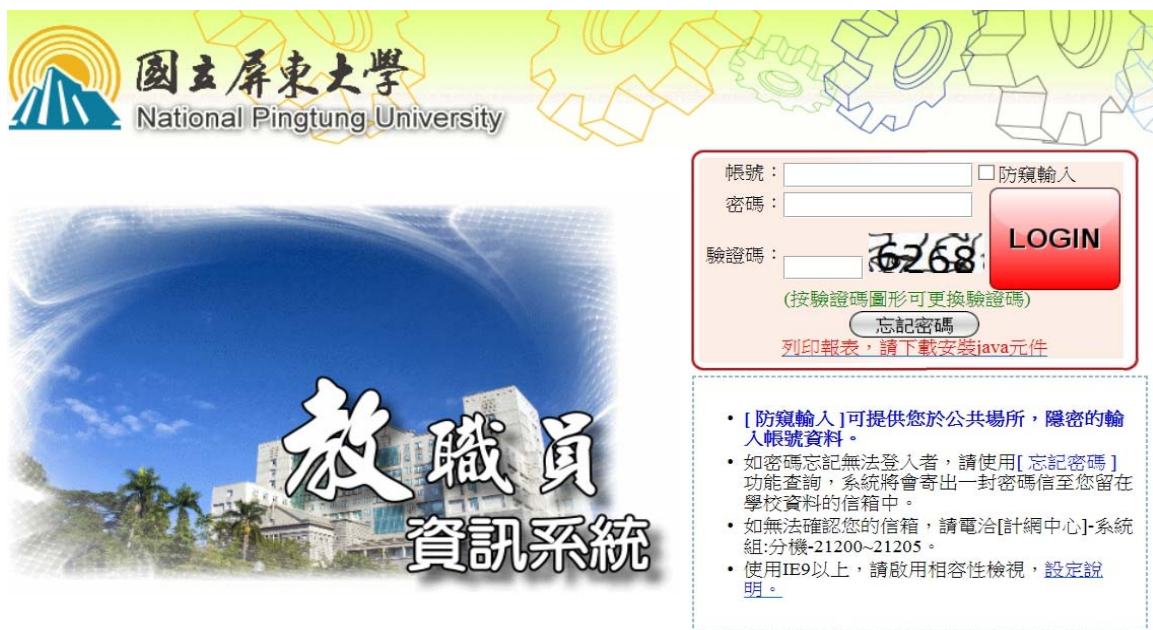 國立屏東大學
National Pingtung University
帳號：
防窺輸入
密碼：
驗證碼：
6268
LOGIN
(按驗證碼圖形可更換驗證碼)
忘記密碼
列印報表，請下載安裝java元件
教職員
資訊系統
• [ 防窺輸入 ]可提供您於公共場所，隱密的輸
入帳號資料。
• 如密碼忘記無法登入者，請使用[ 忘記密碼 ]
功能查詢，系統將會寄出一封密碼信至您留在
學校資料的信箱中。
• 如無法確認您的信箱，請電洽[計網中心]-系統
組:分機-21200~21205。
• 使用IE9以上，請啟用相容性檢視，設定說
明。